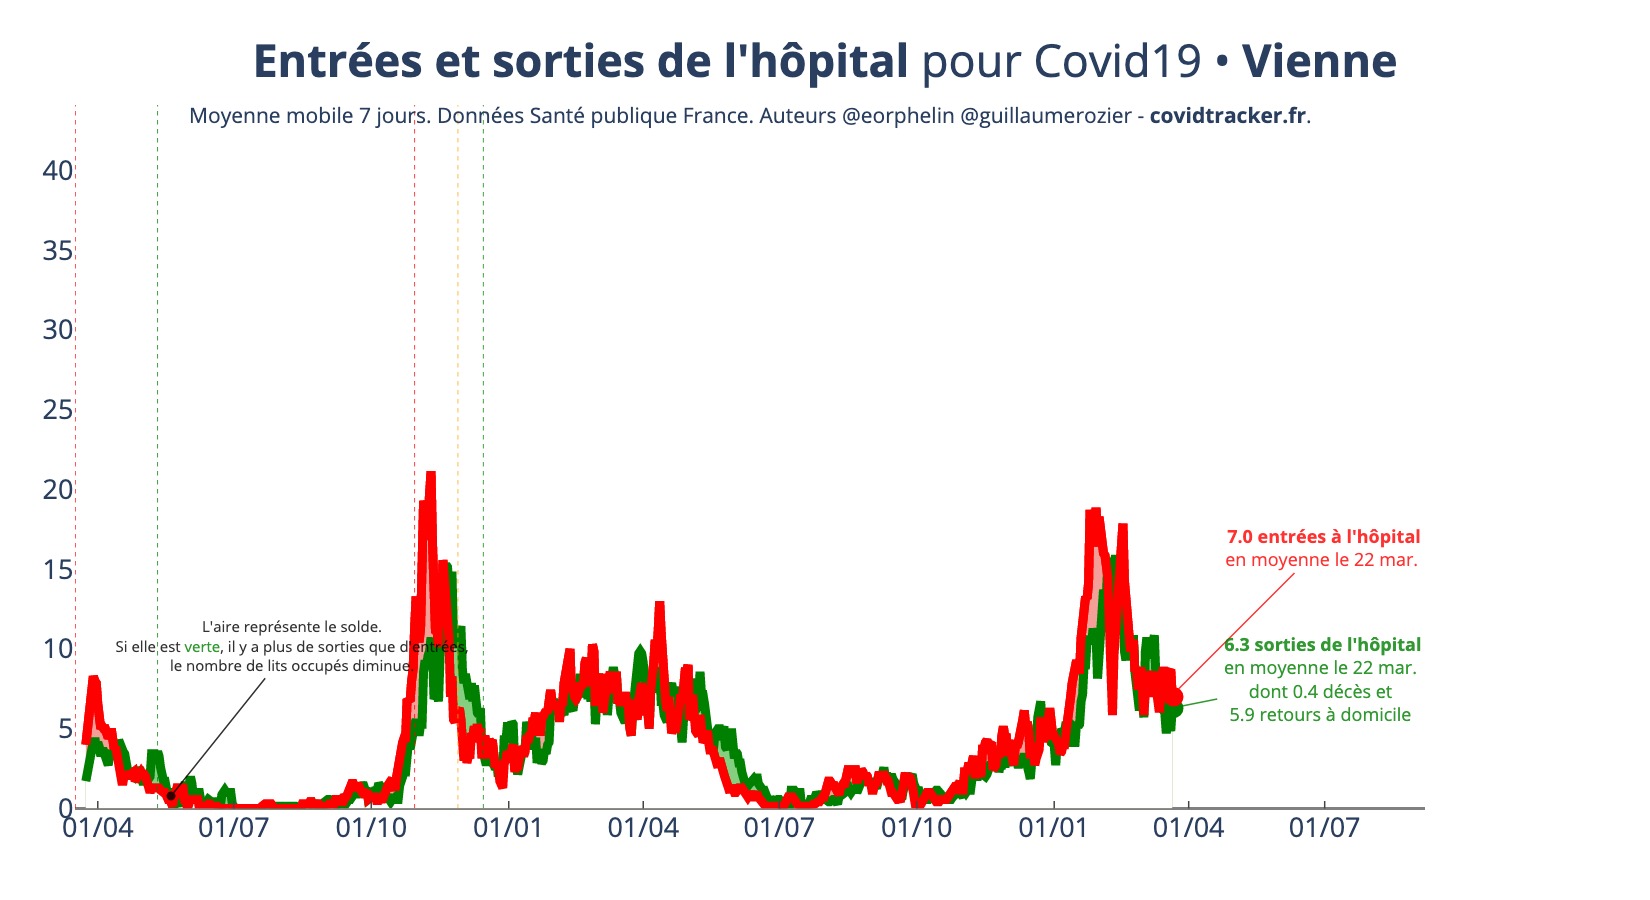 Entrées et sorties de l'hôpital pour Covid19 • Vienne
Moyenne mobile 7 jours. Données Santé publique France. Auteurs @eorphelin @guillaumerozier - covidtracker.fr.
40
35
30
25
20
15
10
5
0
L'aire représente le solde.
Si elle est verte, il y a plus de sorties que d'entrées,
le nombre de lits occupés diminue.
7.0 entrées à l'hôpital
en moyenne le 22 mar.
6.3 sorties de l'hôpital
en moyenne le 22 mar.
dont 0.4 décès et
5.9 retours à domicile
01/04 01/07 01/10 01/01 01/04 01/07 01/10 01/01 01/04 01/07